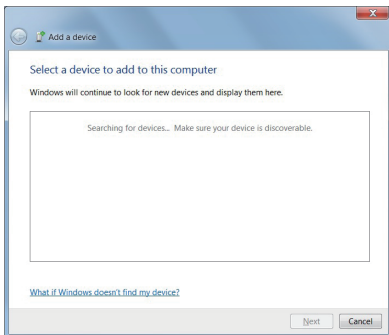 Add a device
Select a device to add to this computer
Windows will continue to look for new devices and display them here.
Searching for devices... Make sure your device is discoverable.
What if Windows doesn't find my device?
Next Cancel